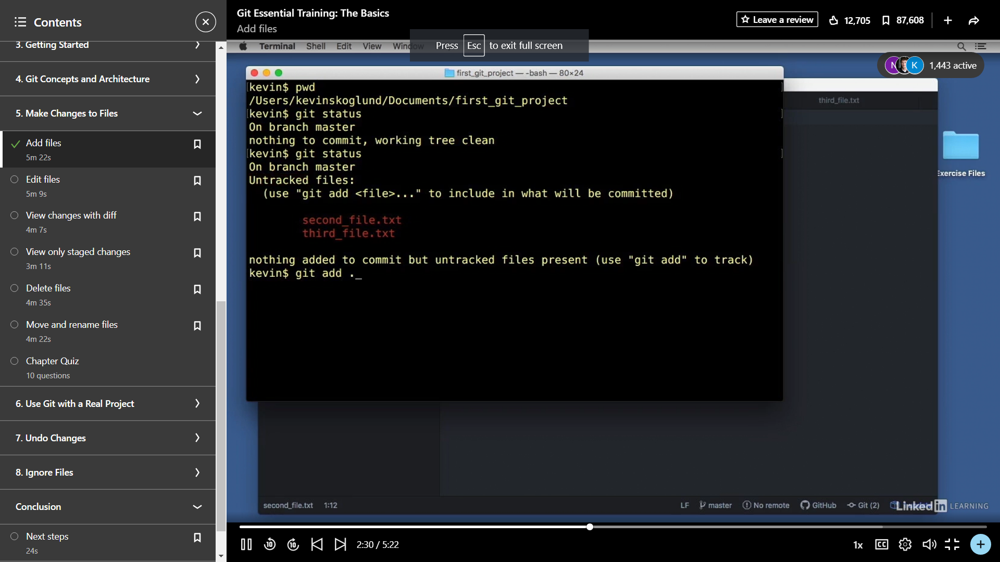 Contents
3. Getting Started
4. Git Concepts and Architecture
5. Make Changes to Files
Add files
5m 22s
Edit files
5m 9s
View changes with diff
4m 7s
View only staged changes
3m 11s
Delete files
4m 35s
Move and rename files
4m 22s
Chapter Quiz
10 questions
6. Use Git with a Real Project
7. Undo Changes
8. Ignore Files
Conclusion
Next steps
24s
Git Essential Training: The Basics
Add files
Leave a review
12,705
87,608
Press Esc to exit full screen
Terminal Shell Edit View Window
N K 1,443 active
first_git_project — -bash — 80×24
kevin$ pwd
/Users/kevinskoglund/Documents/first_git_project
kevin$ git status
On branch master
nothing to commit, working tree clean
kevin$ git status
On branch master
Untracked files:
(use "git add <file>..." to include in what will be committed)
second_file.txt
third_file.txt
nothing added to commit but untracked files present (use "git add" to track)
kevin$ git add ._
third_file.txt
Exercise Files
second_file.txt 1:12
LF master No remote GitHub Git (2)
Linked in LEARNING
10 10 2:30 / 5:22
1x CC